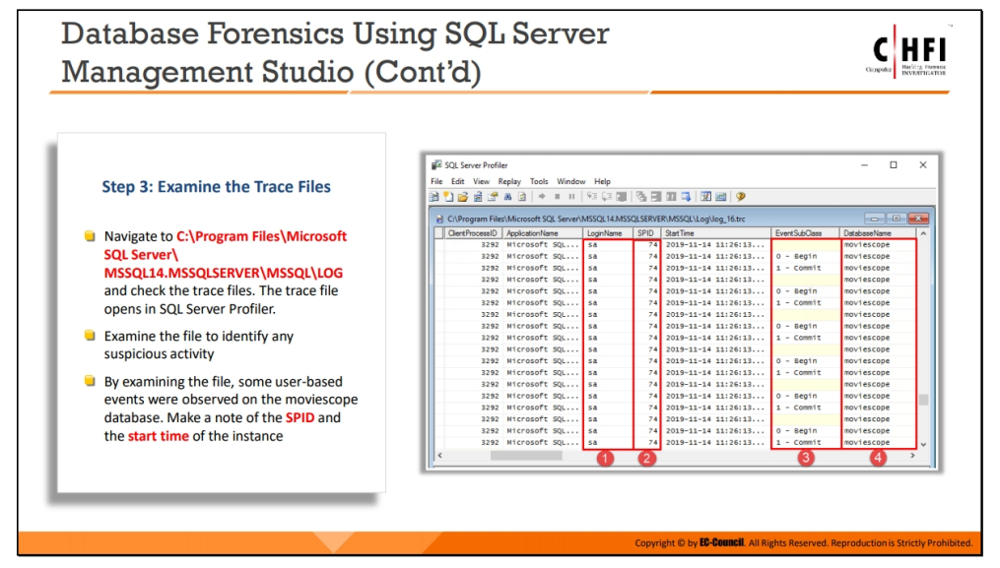 Database Forensics Using SQL Server
Management Studio (Cont'd)
C HFI
Computer Hacking Forensic
INVESTIGATOR
Step 3: Examine the Trace Files
Navigate to C:\Program Files\Microsoft
SQL Server\
MSSQL14.MSSQLSERVER\MSSQL\LOG
and check the trace files. The trace file
opens in SQL Server Profiler.
Examine the file to identify any
suspicious activity
By examining the file, some user-based
events were observed on the moviescope
database. Make a note of the SPID and
the start time of the instance
SQL Server Profiler
File Edit View Replay Tools Window Help
C:\Program Files\Microsoft SQL Server\MSSQL14.MSSQLSERVER\MSSQL\Log\log_16.trc
ClientProcessID ApplicationName LoginName SPID StartTime EventSubClass DatabaseName
3292 Microsoft SQL... sa 74 2019-11-14 11:26:13... moviescope
3292 Microsoft SQL... sa 74 2019-11-14 11:26:13... 0 - Begin moviescope
3292 Microsoft SQL... sa 74 2019-11-14 11:26:13... 1 - Commit moviescope
3292 Microsoft SQL... sa 74 2019-11-14 11:26:13... moviescope
3292 Microsoft SQL... sa 74 2019-11-14 11:26:13... 0 - Begin moviescope
3292 Microsoft SQL... sa 74 2019-11-14 11:26:13... 1 - Commit moviescope
3292 Microsoft SQL... sa 74 2019-11-14 11:26:13... moviescope
3292 Microsoft SQL... sa 74 2019-11-14 11:26:13... 0 - Begin moviescope
3292 Microsoft SQL... sa 74 2019-11-14 11:26:13... 1 - Commit moviescope
3292 Microsoft SQL... sa 74 2019-11-14 11:26:13... moviescope
3292 Microsoft SQL... sa 74 2019-11-14 11:26:13... 0 - Begin moviescope
3292 Microsoft SQL... sa 74 2019-11-14 11:26:13... 1 - Commit moviescope
3292 Microsoft SQL... sa 74 2019-11-14 11:26:13... moviescope
3292 Microsoft SQL... sa 74 2019-11-14 11:26:13... 0 - Begin moviescope
3292 Microsoft SQL... sa 74 2019-11-14 11:26:13... 1 - Commit moviescope
3292 Microsoft SQL... sa 74 2019-11-14 11:26:13... moviescope
3292 Microsoft SQL... sa 74 2019-11-14 11:26:13... 0 - Begin moviescope
3292 Microsoft SQL... sa 74 2019-11-14 11:26:13... 1 - Commit moviescope
1 2 3 4
Copyright © by EC-Council. All Rights Reserved. Reproduction is Strictly Prohibited.